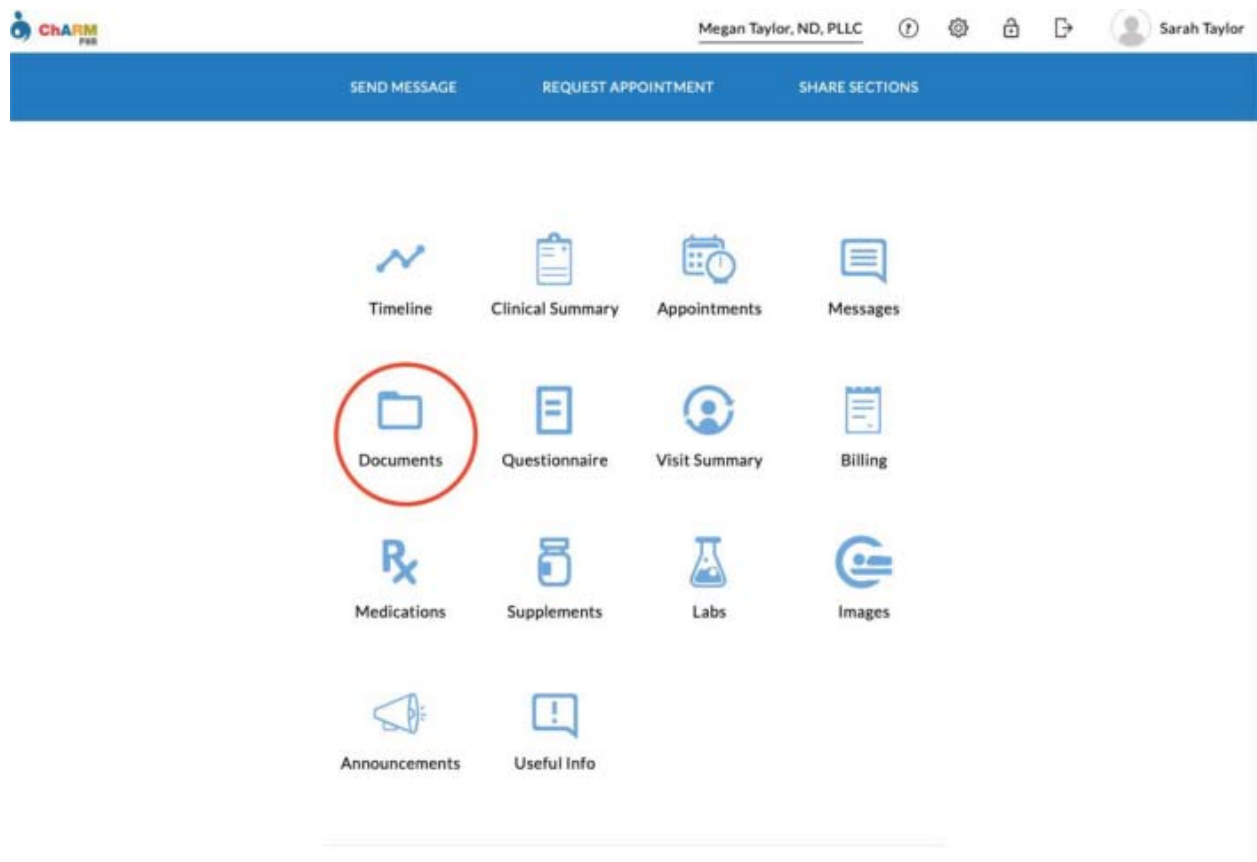 ChARM
PHR
Megan Taylor, ND, PLLC
?
Sarah Taylor
SEND MESSAGE REQUEST APPOINTMENT SHARE SECTIONS
Timeline Clinical Summary Appointments Messages
Documents Questionnaire Visit Summary Billing
Rx
Medications Supplements Labs Images
Announcements Useful Info